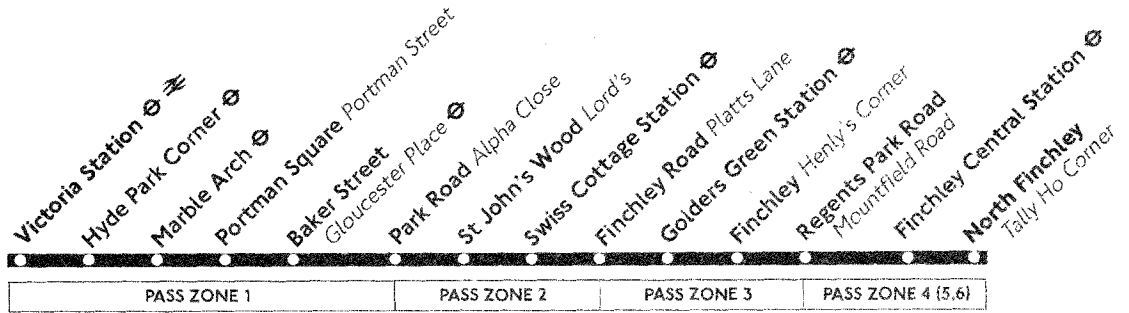 Victoria Station
Hyde Park Corner
Marble Arch
Portman Square Portman Street
Baker Street
Gloucester Place
Park Road Alpha Close
St John's Wood Lord's
Swiss Cottage Station
Finchley Road Platts Lane
Golders Green Station
Finchley Henly's Corner
Regents Park Road
Mountfield Road
Finchley Central Station
North Finchley
Tally Ho Corner
PASS ZONE 1
PASS ZONE 2
PASS ZONE 3
PASS ZONE 4 (5,6)